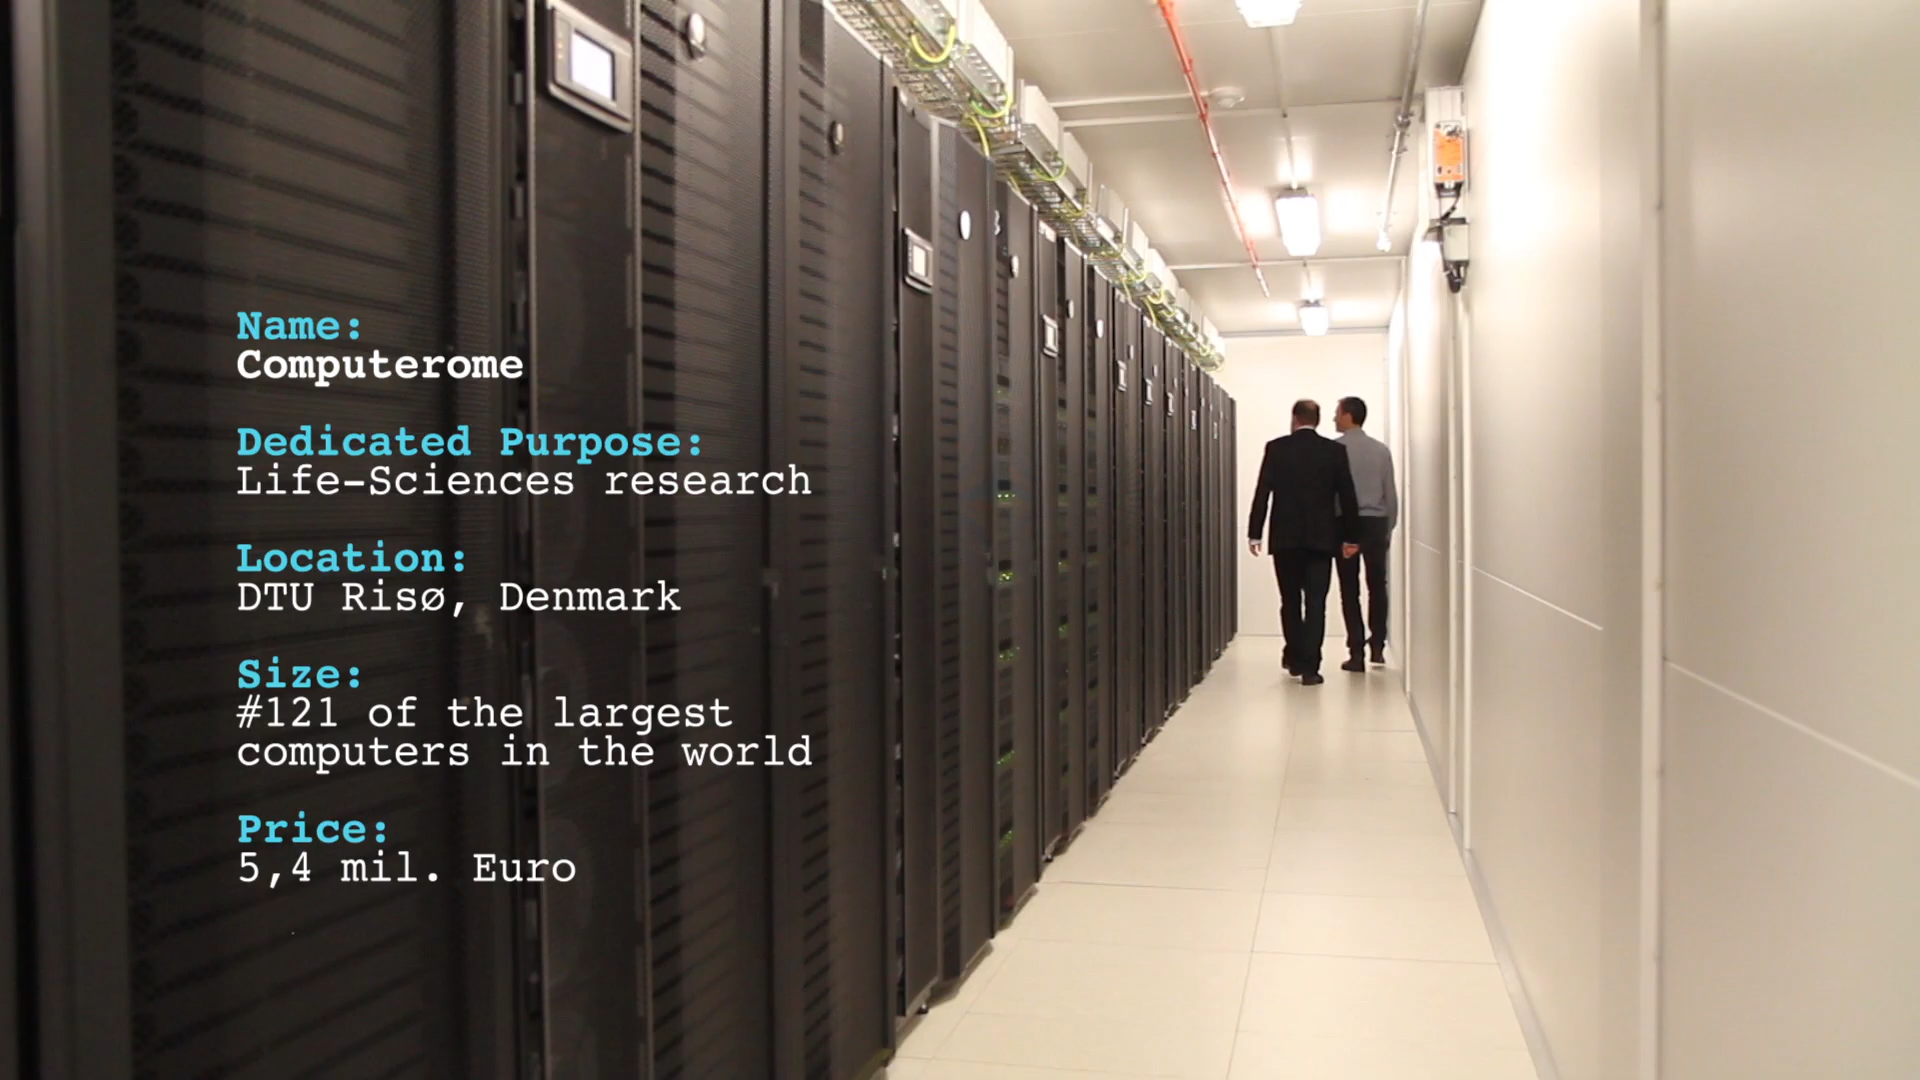 Name:
Computerome
Dedicated Purpose:
Life-Sciences research
Location:
DTU Risø, Denmark
Size:
#121 of the largest
computers in the world
Price:
5,4 mil. Euro